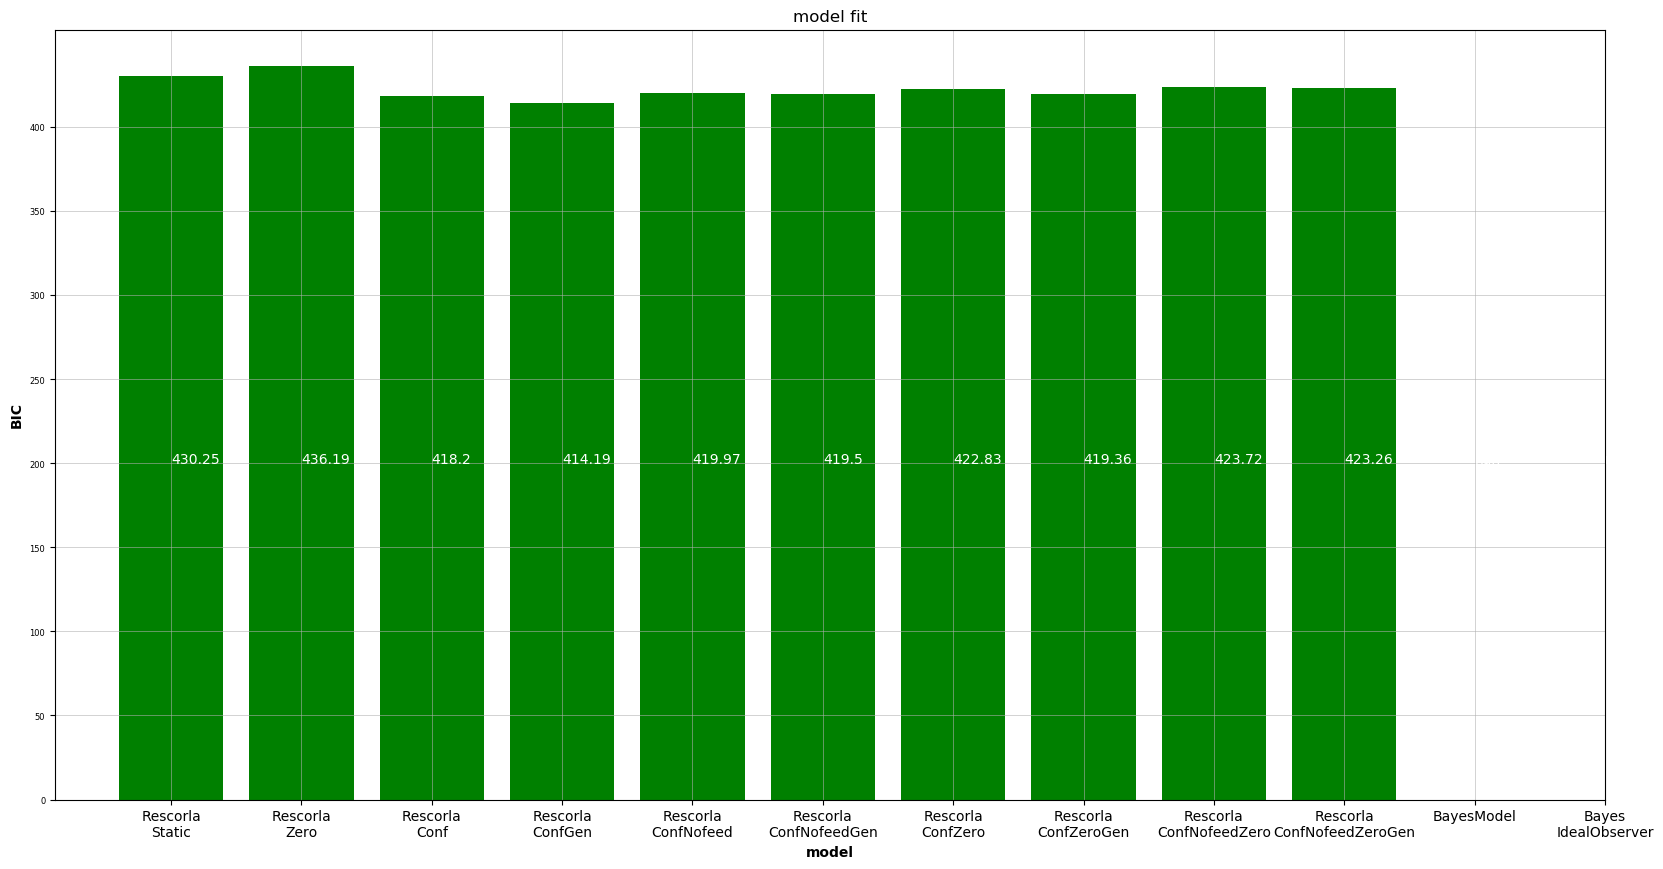 model fit
BIC
400
350
300
250
200
150
100
50
0
430.25 436.19 418.2 414.19 419.97 419.5 422.83 419.36 423.72 423.26
Rescorla Rescorla Rescorla Rescorla Rescorla Rescorla Rescorla Rescorla Rescorla Rescorla BayesModel Bayes
Static Zero Conf ConfGen ConfNofeed ConfNofeedGen ConfZero ConfZeroGen ConfNofeedZero ConfNofeedZeroGen IdealObserver
model